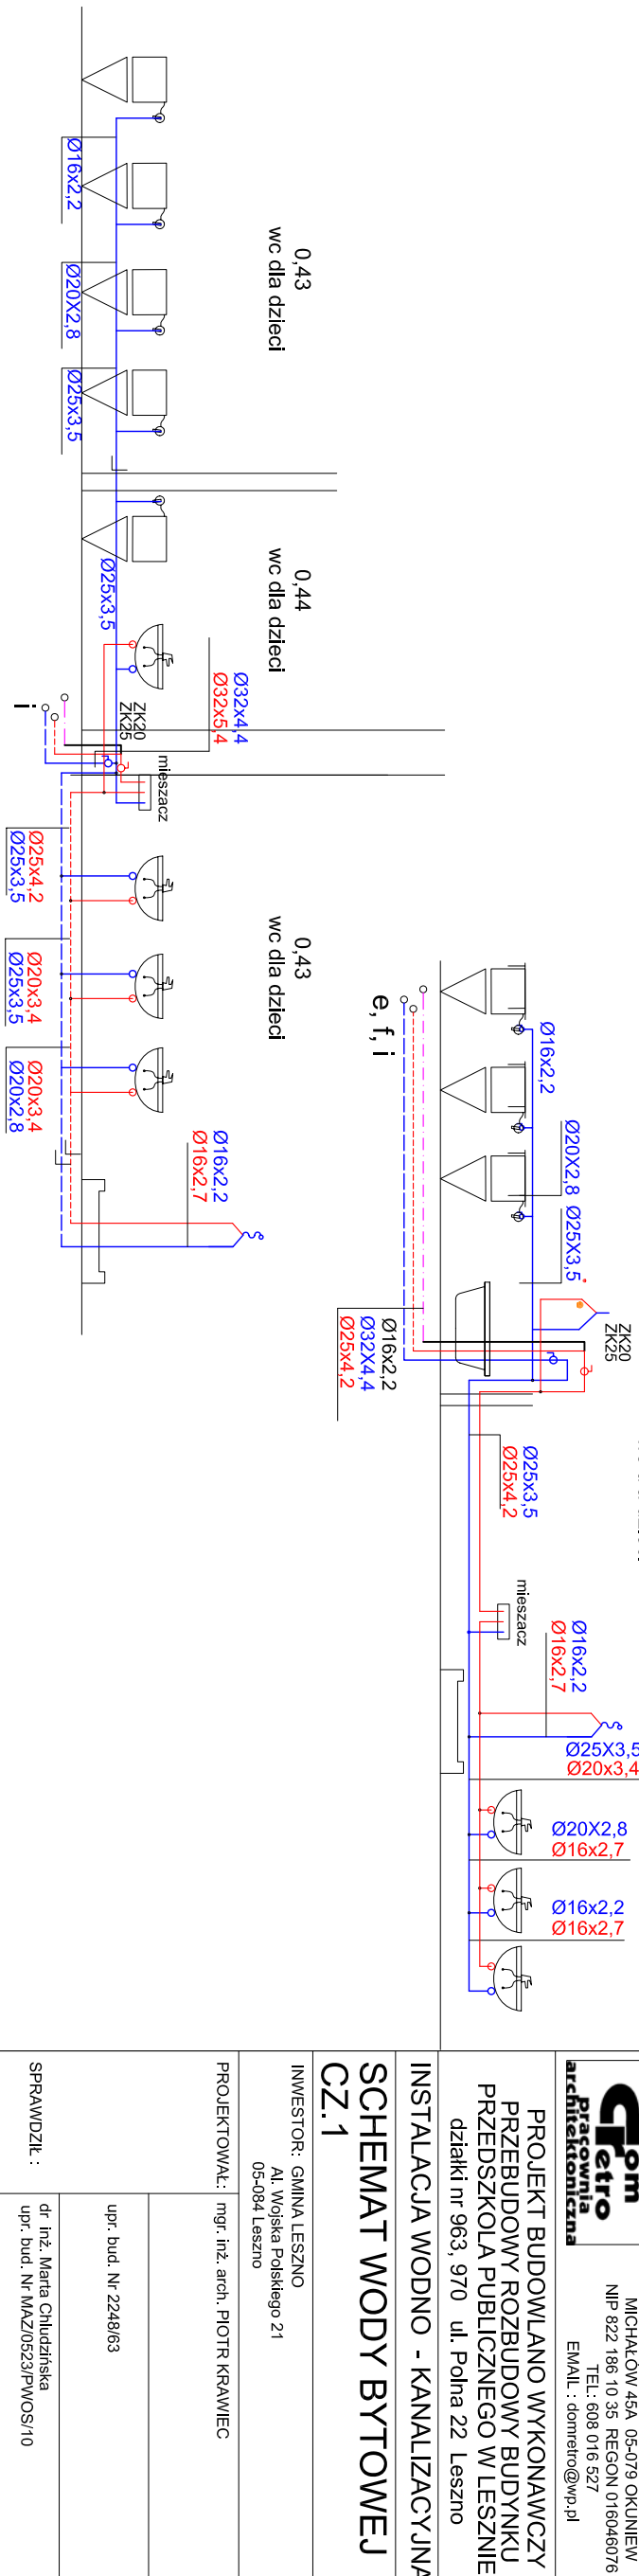 0,43
wc dla dzieci
Ø16x2,2
Ø20X2,8
Ø25x3,5
0,44
wc dla dzieci
Ø25x3,5
Ø32x4,4
Ø32x5,4
ZK20
ZK25
i
mieszacz
Ø25x4,2
Ø25x3,5
0,43
wc dla dzieci
Ø20x3,4
Ø25x3,5
Ø20x3,4
Ø20x2,8
Ø16x2,2
Ø16x2,7
e, f, i
Ø16x2,2
Ø20X2,8
Ø25X3,5
ZK20
ZK25
Ø16x2,2
Ø32X4,4
Ø25x4,2
Ø25x3,5
Ø25x4,2
mieszacz
Ø16x2,2
Ø16x2,7
Ø25X3,5
Ø20x3,4
Ø20X2,8
Ø16x2,7
Ø16x2,2
Ø16x2,7
om
retro
pracownia
architektoniczna
MICHAŁÓW 45A 05-079 OKUNIEW
NIP 822 186 10 35 REGON 016046076
TEL: 608 016 527
EMAIL : domretro@wp.pl
PROJEKT BUDOWLANO WYKONAWCZY
PRZEBUDOWY ROZBUDOWY BUDYNKU
PRZEDSZKOLA PUBLICZNEGO W LESZNIE
działki nr 963, 970 ul. Polna 22 Leszno
INSTALACJA WODNO - KANALIZACYJNA
SCHEMAT WODY BYTOWEJ
CZ.1
INWESTOR: GMINA LESZNO
Al. Wojska Polskiego 21
05-084 Leszno
PROJEKTOWAŁ: mgr. inż. arch. PIOTR KRAWIEC
upr. bud. Nr 2248/63
SPRAWDZIŁ :
dr inż. Marta Chludzińska
upr. bud. Nr MAZ/0523/PWOS/10